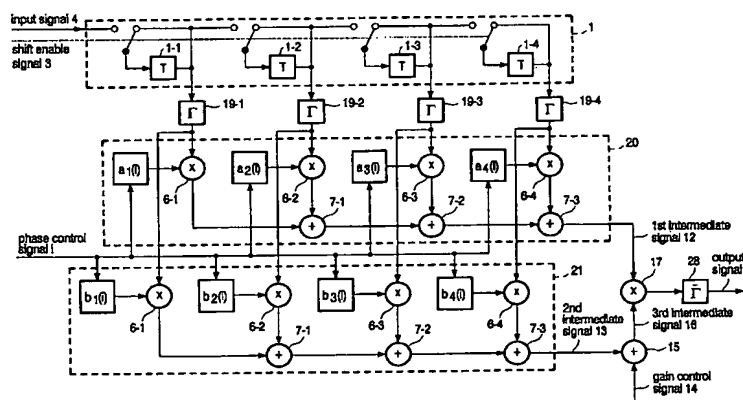 input signal 4
shift enable signal 3
1-1
1-2
1-3
1-4
1
T
T
T
T
Γ
19-1
Γ
19-2
Γ
19-3
Γ
19-4
20
a1(i)
x
6-1
a2(i)
x
6-2
a3(i)
x
6-3
a4(i)
x
6-4
+
7-1
+
7-2
+
7-3
1st intermediate signal 12
phase control signal i
21
b1(i)
x
6-1
b2(i)
x
6-2
b3(i)
x
6-3
b4(i)
x
6-4
+
7-1
+
7-2
+
7-3
2nd intermediate signal 13
x
17
28
output signal
3rd intermediate signal 16
+
15
gain control signal 14